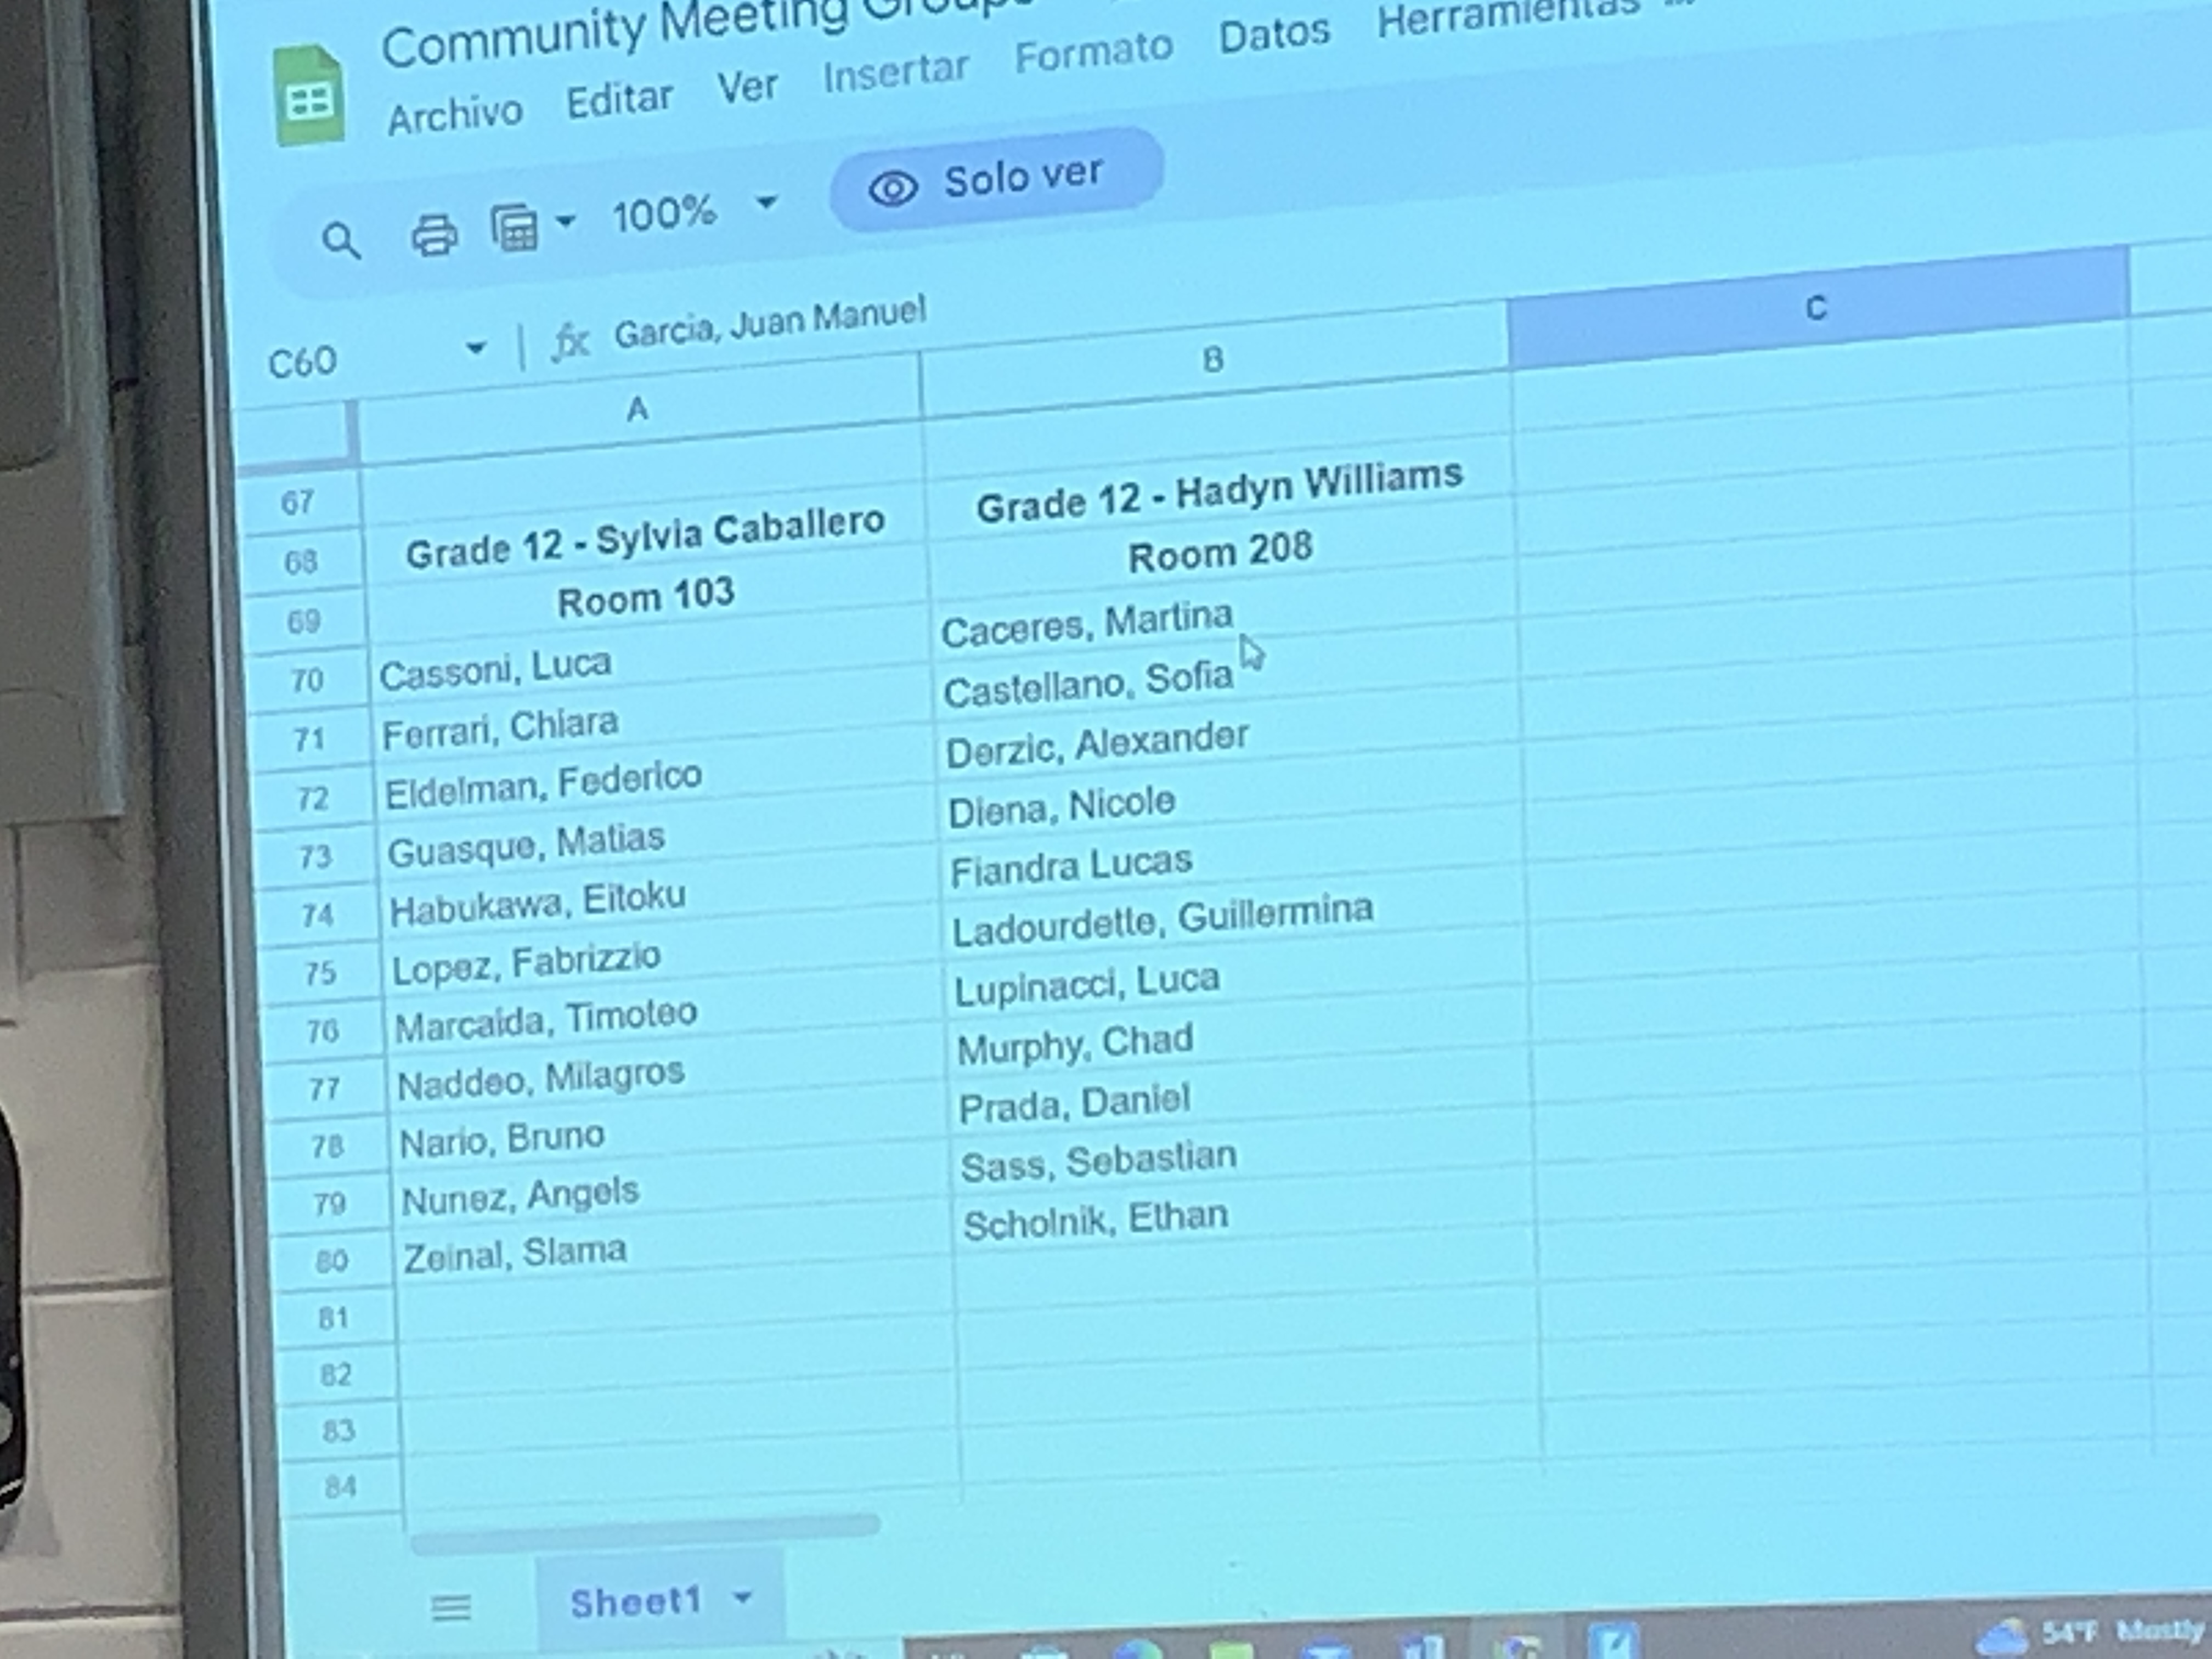 Community Meeting Groups
Archivo Editar Ver Insertar Formato Datos Herramientas ...
100% Solo ver
C60 fx Garcia, Juan Manuel
A B C
67
68 Grade 12 - Sylvia Caballero Grade 12 - Hadyn Williams
69 Room 103 Room 208
70 Cassoni, Luca Caceres, Martina
71 Ferrari, Chiara Castellano, Sofia
72 Eldelman, Federico Derzic, Alexander
73 Guasque, Matias Diena, Nicole
74 Habukawa, Eitoku Fiandra Lucas
75 Lopez, Fabrizzio Ladourdette, Guillermina
76 Marcaida, Timoteo Lupinacci, Luca
77 Naddeo, Milagros Murphy, Chad
78 Nario, Bruno Prada, Daniel
79 Nunez, Angels Sass, Sebastian
80 Zeinal, Slama Scholnik, Ethan
81
82
83
84
Sheet1
54°F Mostly